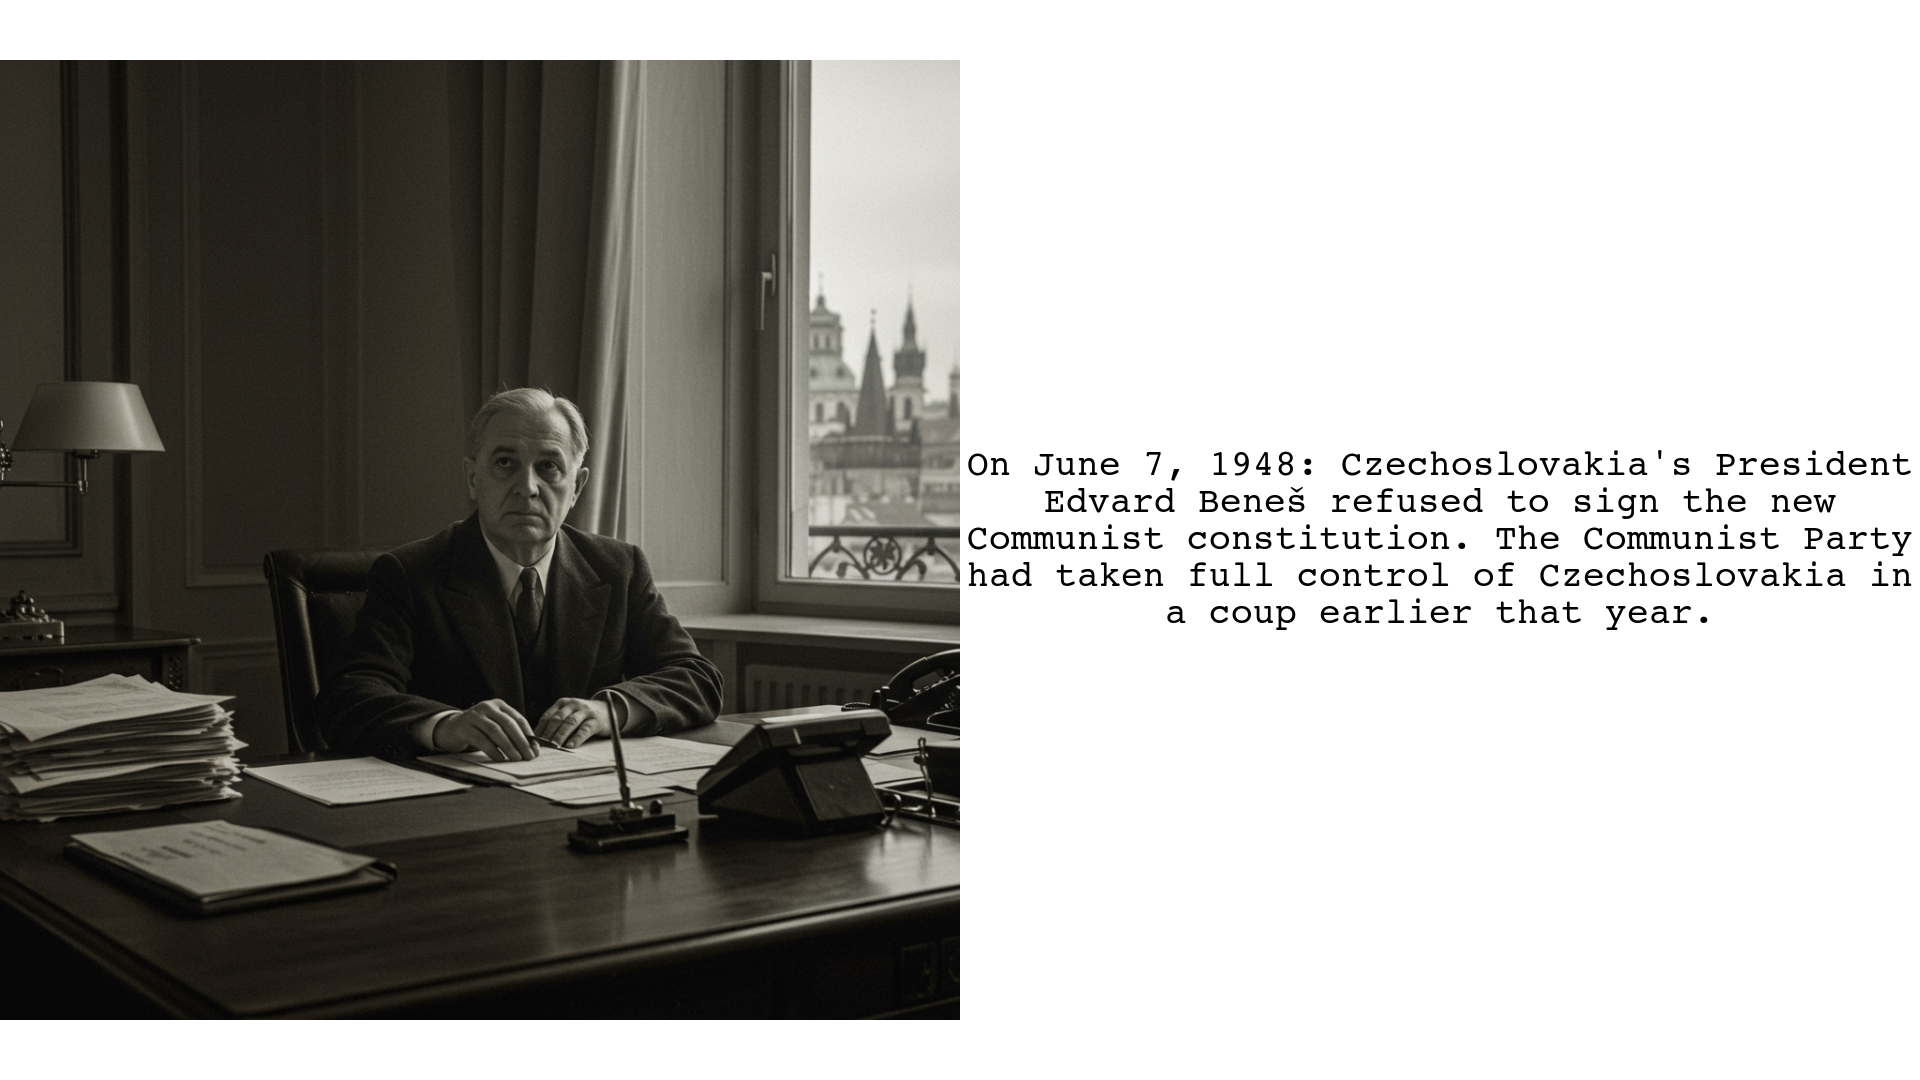 On June 7, 1948: Czechoslovakia's President
Edvard Beneš refused to sign the new
Communist constitution. The Communist Party
had taken full control of Czechoslovakia in
a coup earlier that year.